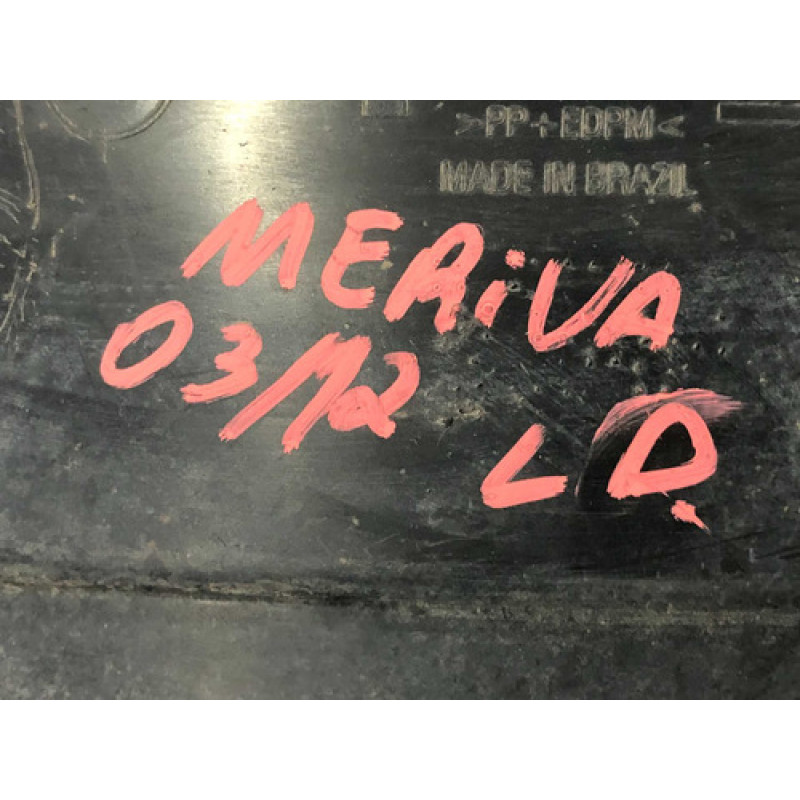 >PP+EDPM<
MADE IN BRAZIL
MERiVA
03/12 LD